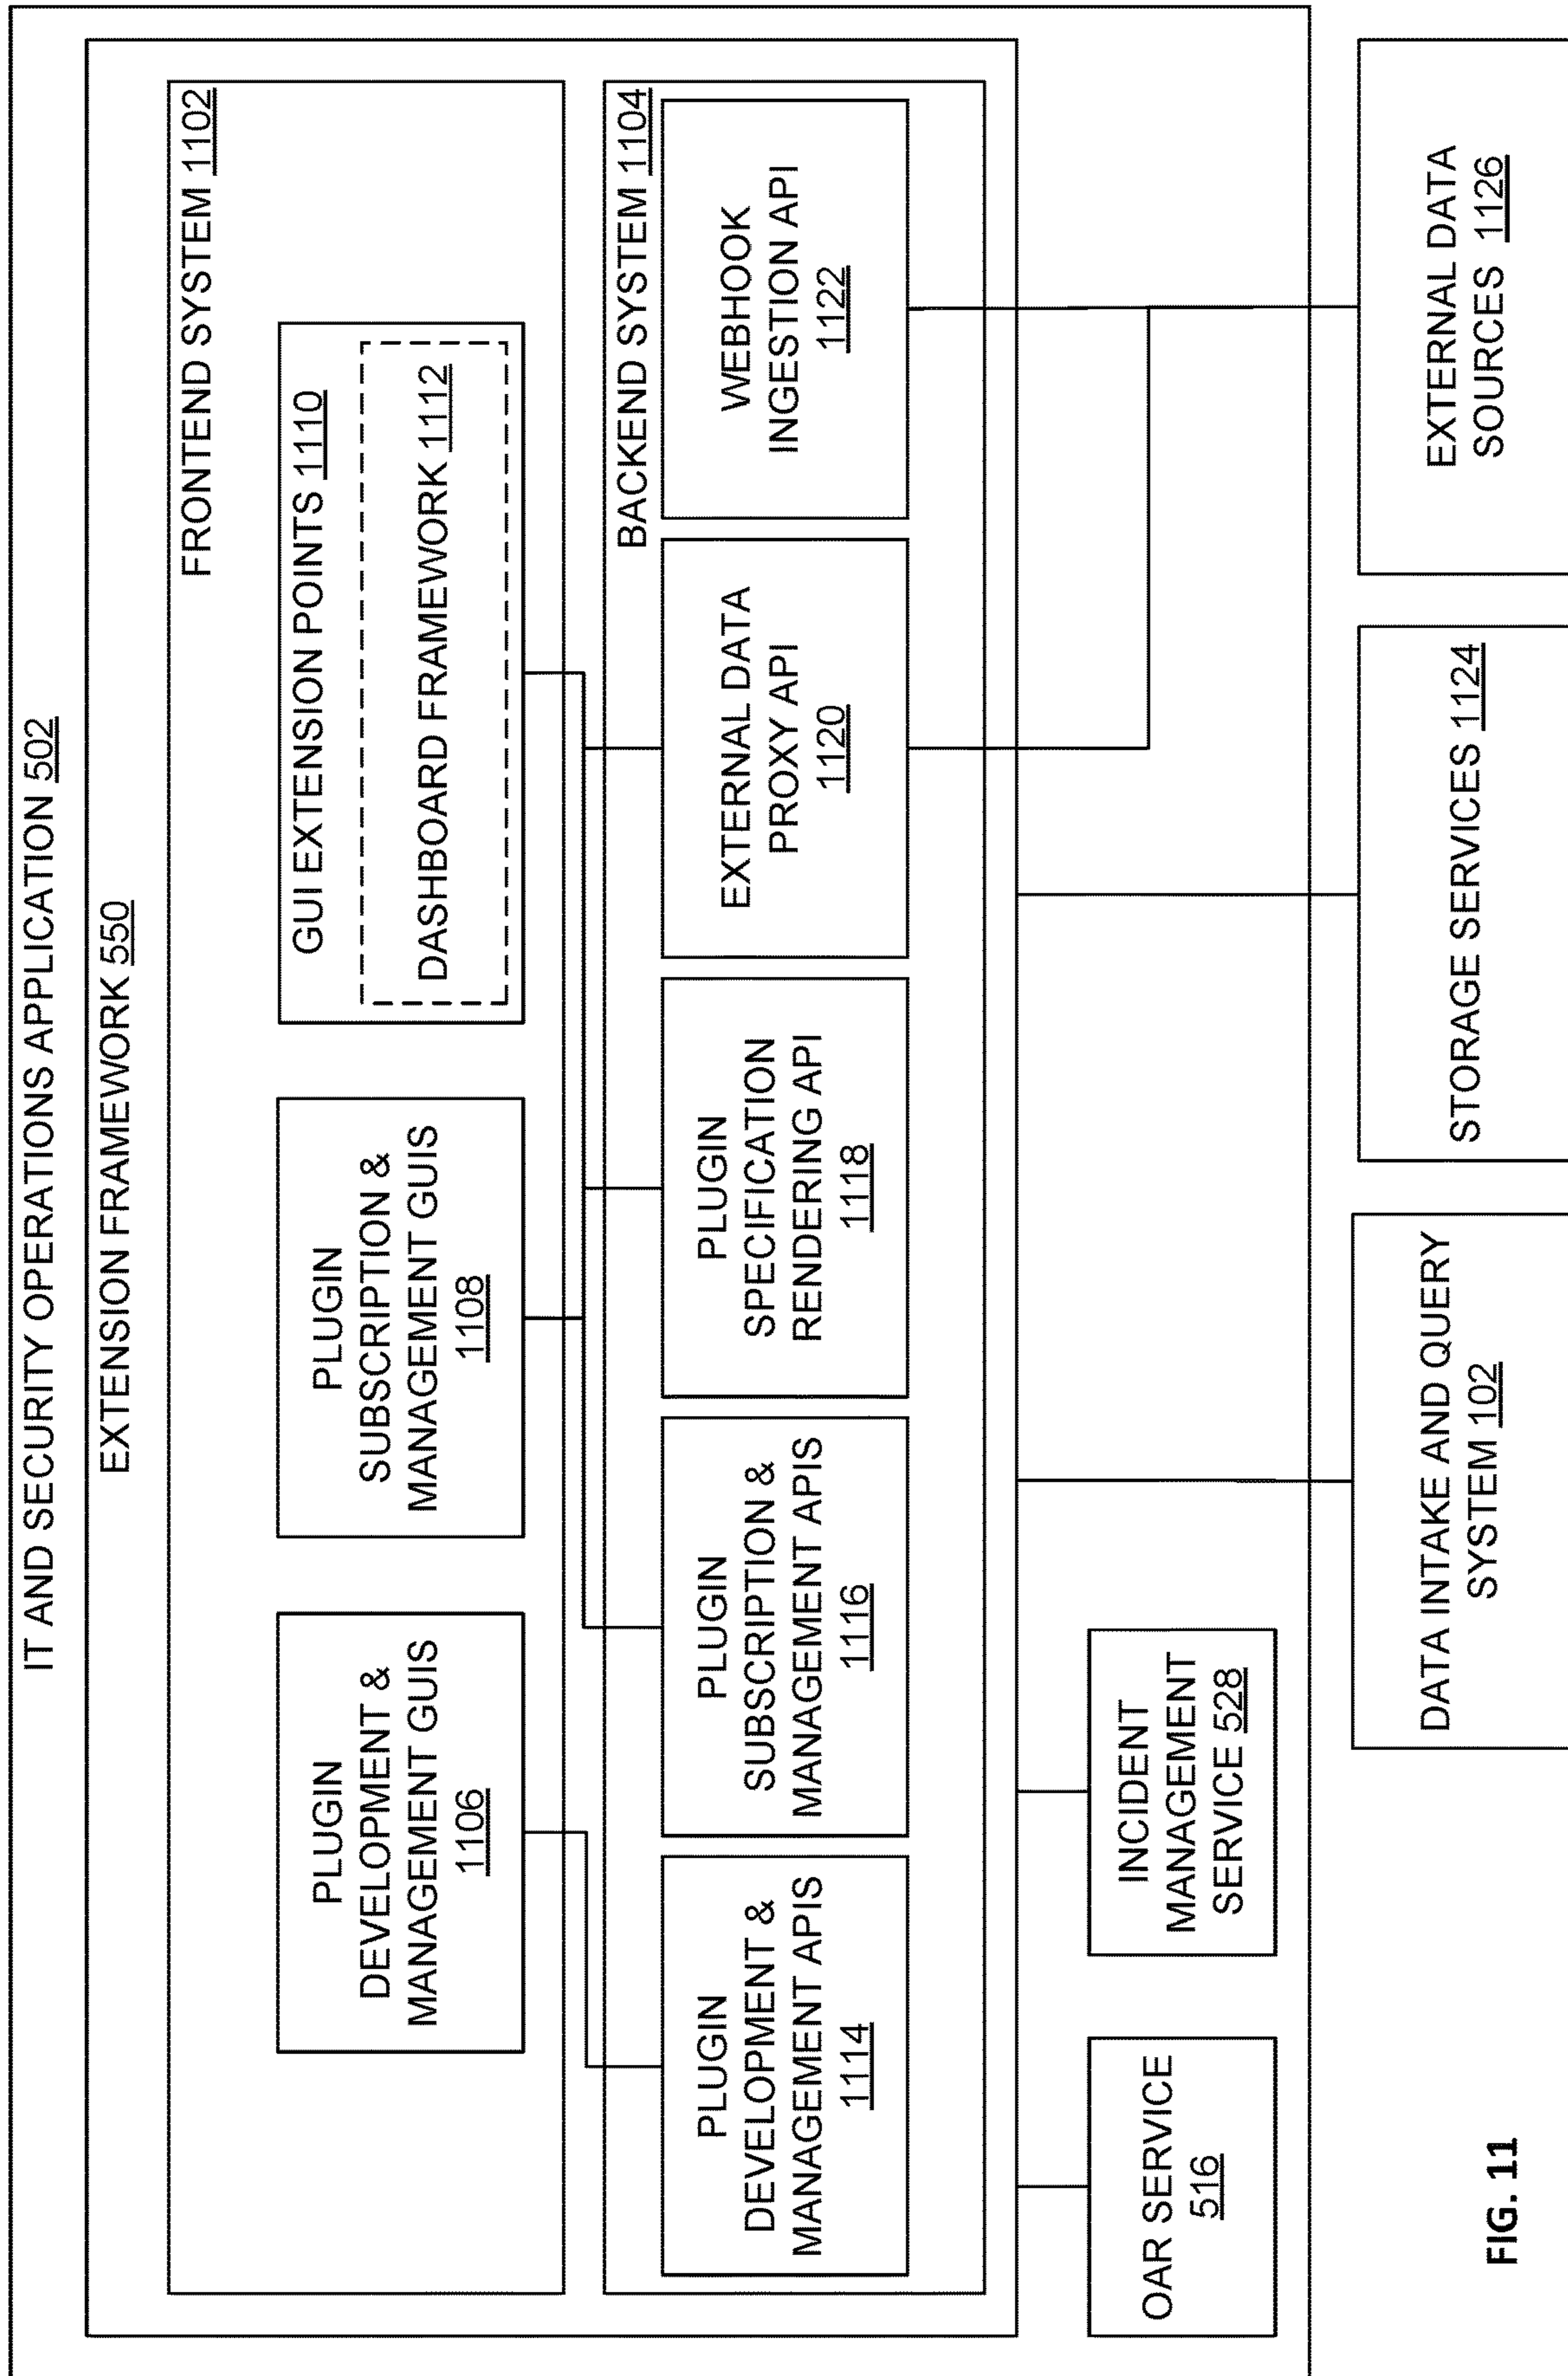 IT AND SECURITY OPERATIONS APPLICATION 502
EXTENSION FRAMEWORK 550
FRONTEND SYSTEM 1102
PLUGIN
DEVELOPMENT &
MANAGEMENT GUIS
1106
PLUGIN
SUBSCRIPTION &
MANAGEMENT GUIS
1108
GUI EXTENSION POINTS 1110
DASHBOARD FRAMEWORK 1112
BACKEND SYSTEM 1104
PLUGIN
DEVELOPMENT &
MANAGEMENT APIS
1114
PLUGIN
SUBSCRIPTION &
MANAGEMENT APIS
1116
PLUGIN
SPECIFICATION
RENDERING API
1118
EXTERNAL DATA
PROXY API
1120
WEBHOOK
INGESTION API
1122
OAR SERVICE
516
INCIDENT
MANAGEMENT
SERVICE 528
DATA INTAKE AND QUERY
SYSTEM 102
STORAGE SERVICES 1124
EXTERNAL DATA
SOURCES 1126
FIG. 11